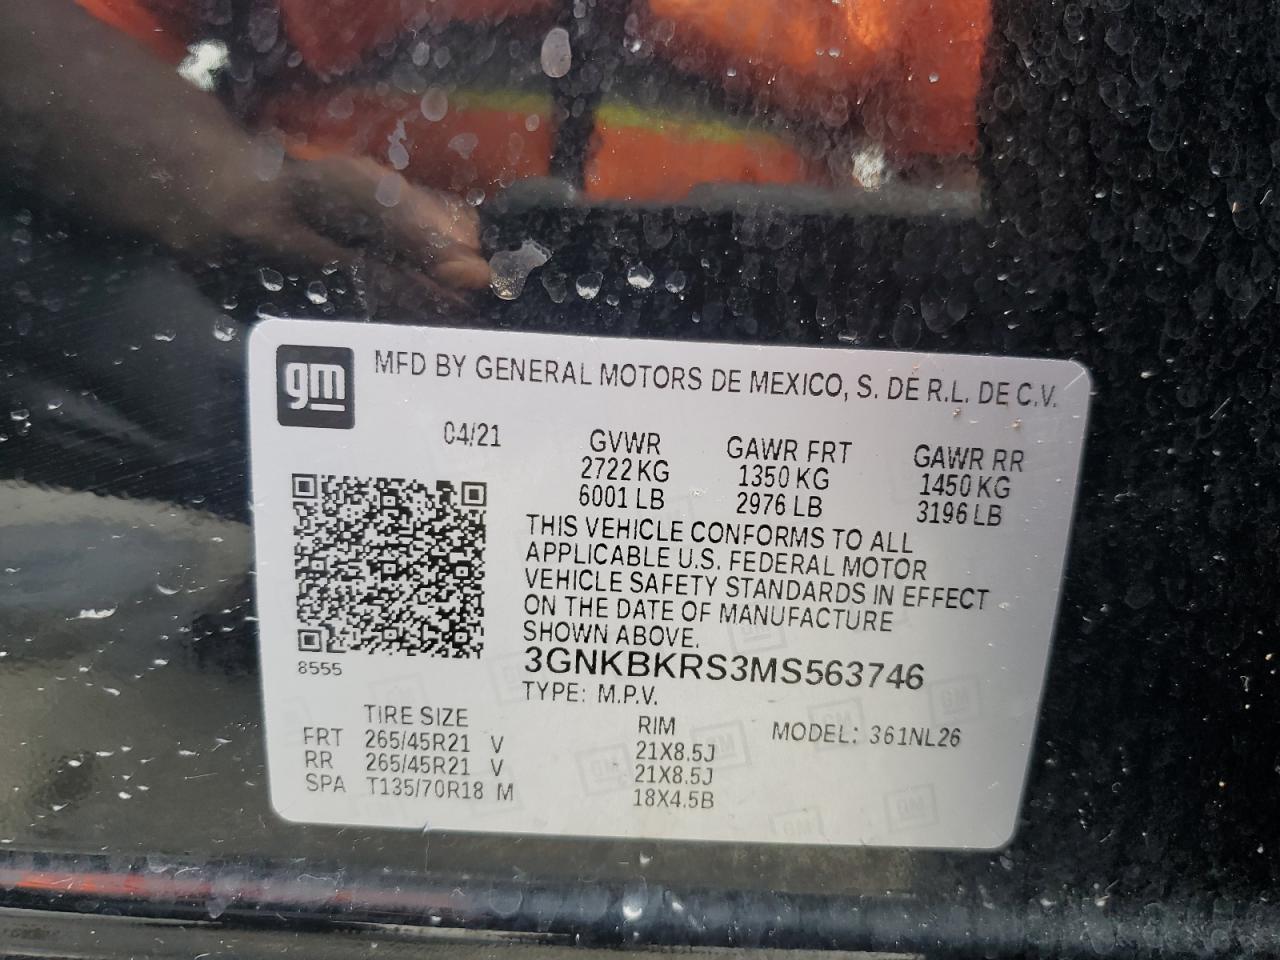 gm
MFD BY GENERAL MOTORS DE MEXICO, S. DE R.L. DE C.V.
04/21 GVWR GAWR FRT GAWR RR
2722 KG 1350 KG 1450 KG
6001 LB 2976 LB 3196 LB
THIS VEHICLE CONFORMS TO ALL
APPLICABLE U.S. FEDERAL MOTOR
VEHICLE SAFETY STANDARDS IN EFFECT
ON THE DATE OF MANUFACTURE
SHOWN ABOVE.
8555
3GNKBKRS3MS563746
TYPE: M.P.V.
TIRE SIZE RIM MODEL: 361NL26
FRT 265/45R21 V 21X8.5J
RR 265/45R21 V 21X8.5J
SPA T135/70R18 M 18X4.5B